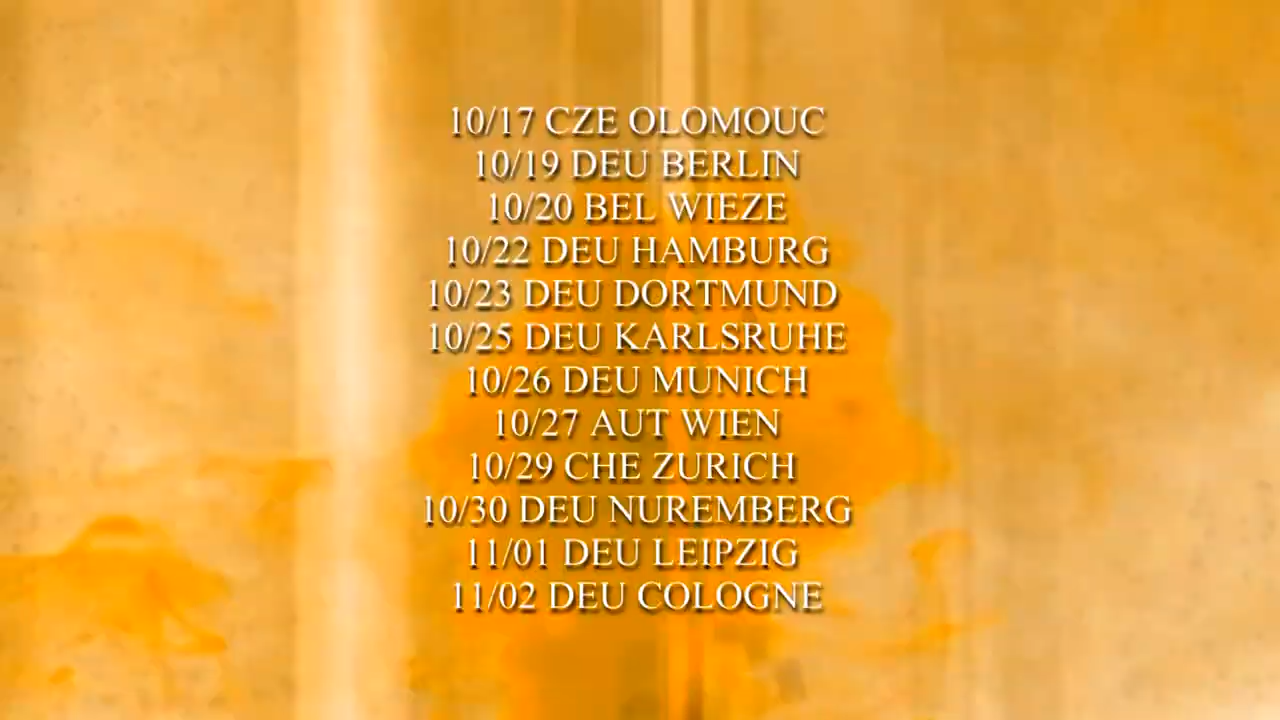 10/17 CZE OLOMOUC
10/19 DEU BERLIN
10/20 BEL WIEZE
10/22 DEU HAMBURG
10/23 DEU DORTMUND
10/25 DEU KARLSRUHE
10/26 DEU MUNICH
10/27 AUT WIEN
10/29 CHE ZURICH
10/30 DEU NUREMBERG
11/01 DEU LEIPZIG
11/02 DEU COLOGNE